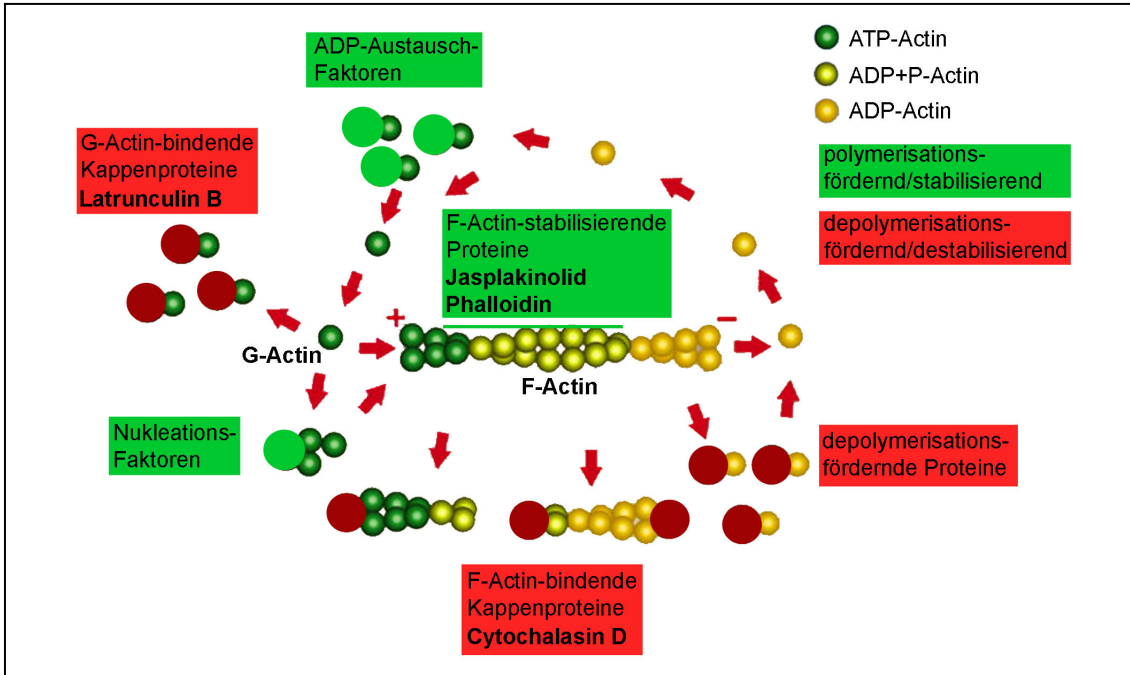 ADP-Austausch-
Faktoren
ATP-Actin
ADP+P-Actin
ADP-Actin
G-Actin-bindende
Kappenproteine
Latrunculin B
polymerisations-
fördernd/stabilisierend
depolymerisations-
fördernd/destabilisierend
F-Actin-stabilisierende
Proteine
Jasplakinolid
Phalloidin
+
−
G-Actin
F-Actin
Nukleations-
Faktoren
depolymerisations-
fördernde Proteine
F-Actin-bindende
Kappenproteine
Cytochalasin D